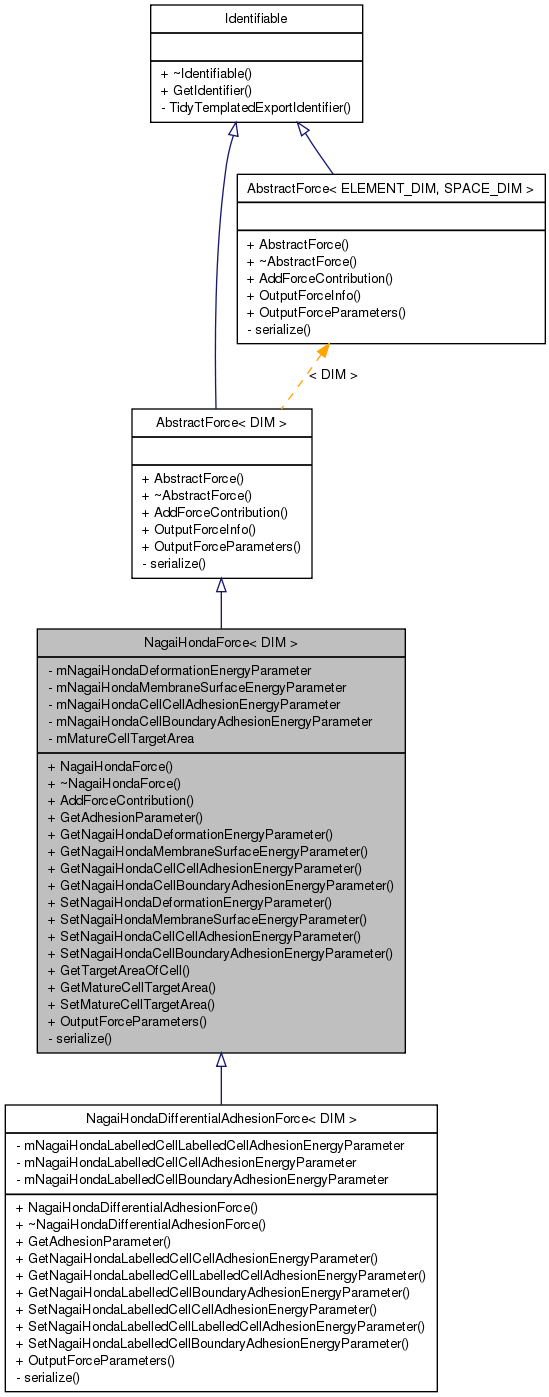 Identifiable
+ ~Identifiable()
+ GetIdentifier()
- TidyTemplatedExportIdentifier()
AbstractForce< ELEMENT_DIM, SPACE_DIM >
+ AbstractForce()
+ ~AbstractForce()
+ AddForceContribution()
+ OutputForceInfo()
+ OutputForceParameters()
- serialize()
< DIM >
AbstractForce< DIM >
+ AbstractForce()
+ ~AbstractForce()
+ AddForceContribution()
+ OutputForceInfo()
+ OutputForceParameters()
- serialize()
NagaiHondaForce< DIM >
- mNagaiHondaDeformationEnergyParameter
- mNagaiHondaMembraneSurfaceEnergyParameter
- mNagaiHondaCellCellAdhesionEnergyParameter
- mNagaiHondaCellBoundaryAdhesionEnergyParameter
- mMatureCellTargetArea
+ NagaiHondaForce()
+ ~NagaiHondaForce()
+ AddForceContribution()
+ GetAdhesionParameter()
+ GetNagaiHondaDeformationEnergyParameter()
+ GetNagaiHondaMembraneSurfaceEnergyParameter()
+ GetNagaiHondaCellCellAdhesionEnergyParameter()
+ GetNagaiHondaCellBoundaryAdhesionEnergyParameter()
+ SetNagaiHondaDeformationEnergyParameter()
+ SetNagaiHondaMembraneSurfaceEnergyParameter()
+ SetNagaiHondaCellCellAdhesionEnergyParameter()
+ SetNagaiHondaCellBoundaryAdhesionEnergyParameter()
+ GetTargetAreaOfCell()
+ GetMatureCellTargetArea()
+ SetMatureCellTargetArea()
+ OutputForceParameters()
- serialize()
NagaiHondaDifferentialAdhesionForce< DIM >
- mNagaiHondaLabelledCellLabelledCellAdhesionEnergyParameter
- mNagaiHondaLabelledCellCellAdhesionEnergyParameter
- mNagaiHondaLabelledCellBoundaryAdhesionEnergyParameter
+ NagaiHondaDifferentialAdhesionForce()
+ ~NagaiHondaDifferentialAdhesionForce()
+ GetAdhesionParameter()
+ GetNagaiHondaLabelledCellCellAdhesionEnergyParameter()
+ GetNagaiHondaLabelledCellLabelledCellAdhesionEnergyParameter()
+ GetNagaiHondaLabelledCellBoundaryAdhesionEnergyParameter()
+ SetNagaiHondaLabelledCellCellAdhesionEnergyParameter()
+ SetNagaiHondaLabelledCellLabelledCellAdhesionEnergyParameter()
+ SetNagaiHondaLabelledCellBoundaryAdhesionEnergyParameter()
+ OutputForceParameters()
- serialize()